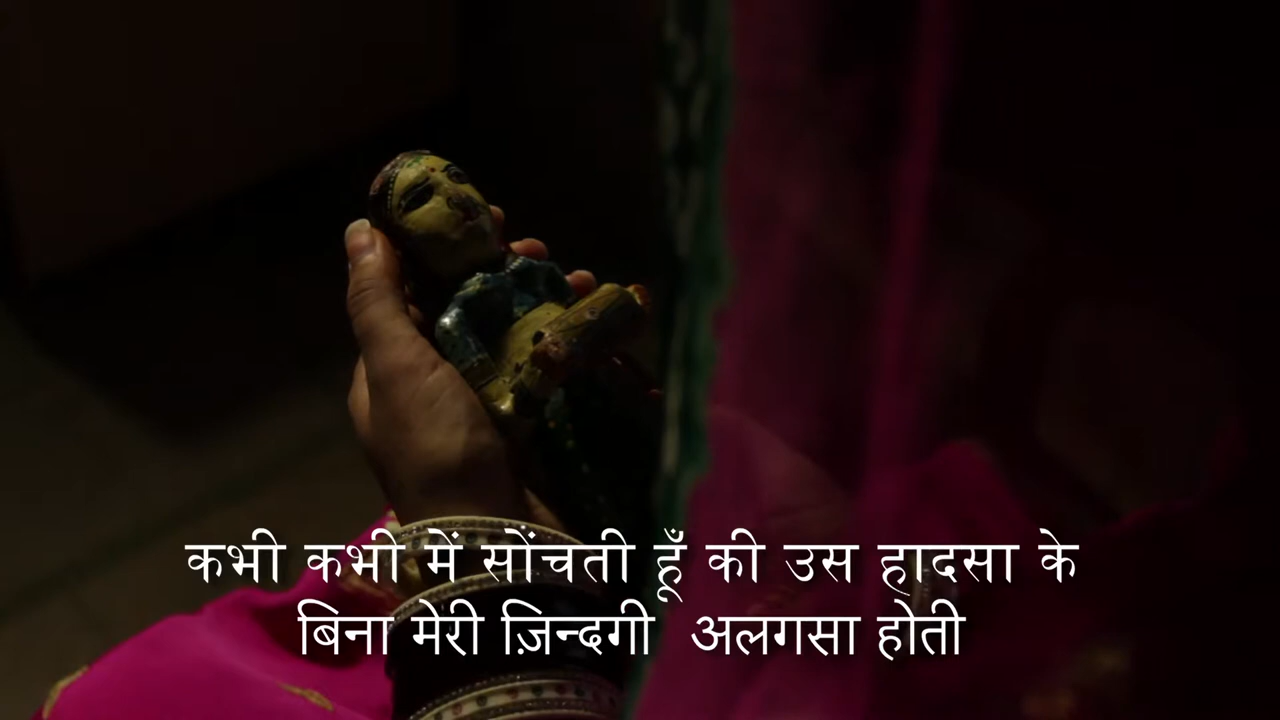 कभी कभी में सोंचती हूँ की उस हादसा के
बिना मेरी ज़िन्दगी  अलगसा होती